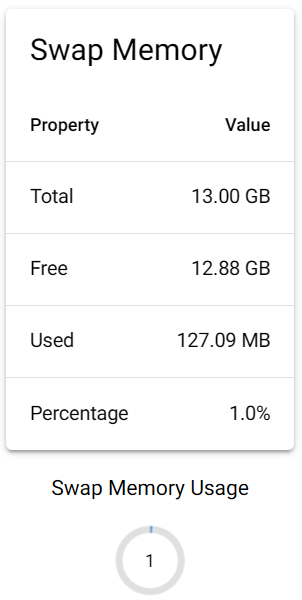 Swap Memory
Property Value
Total 13.00 GB
Free 12.88 GB
Used 127.09 MB
Percentage 1.0%
Swap Memory Usage
1